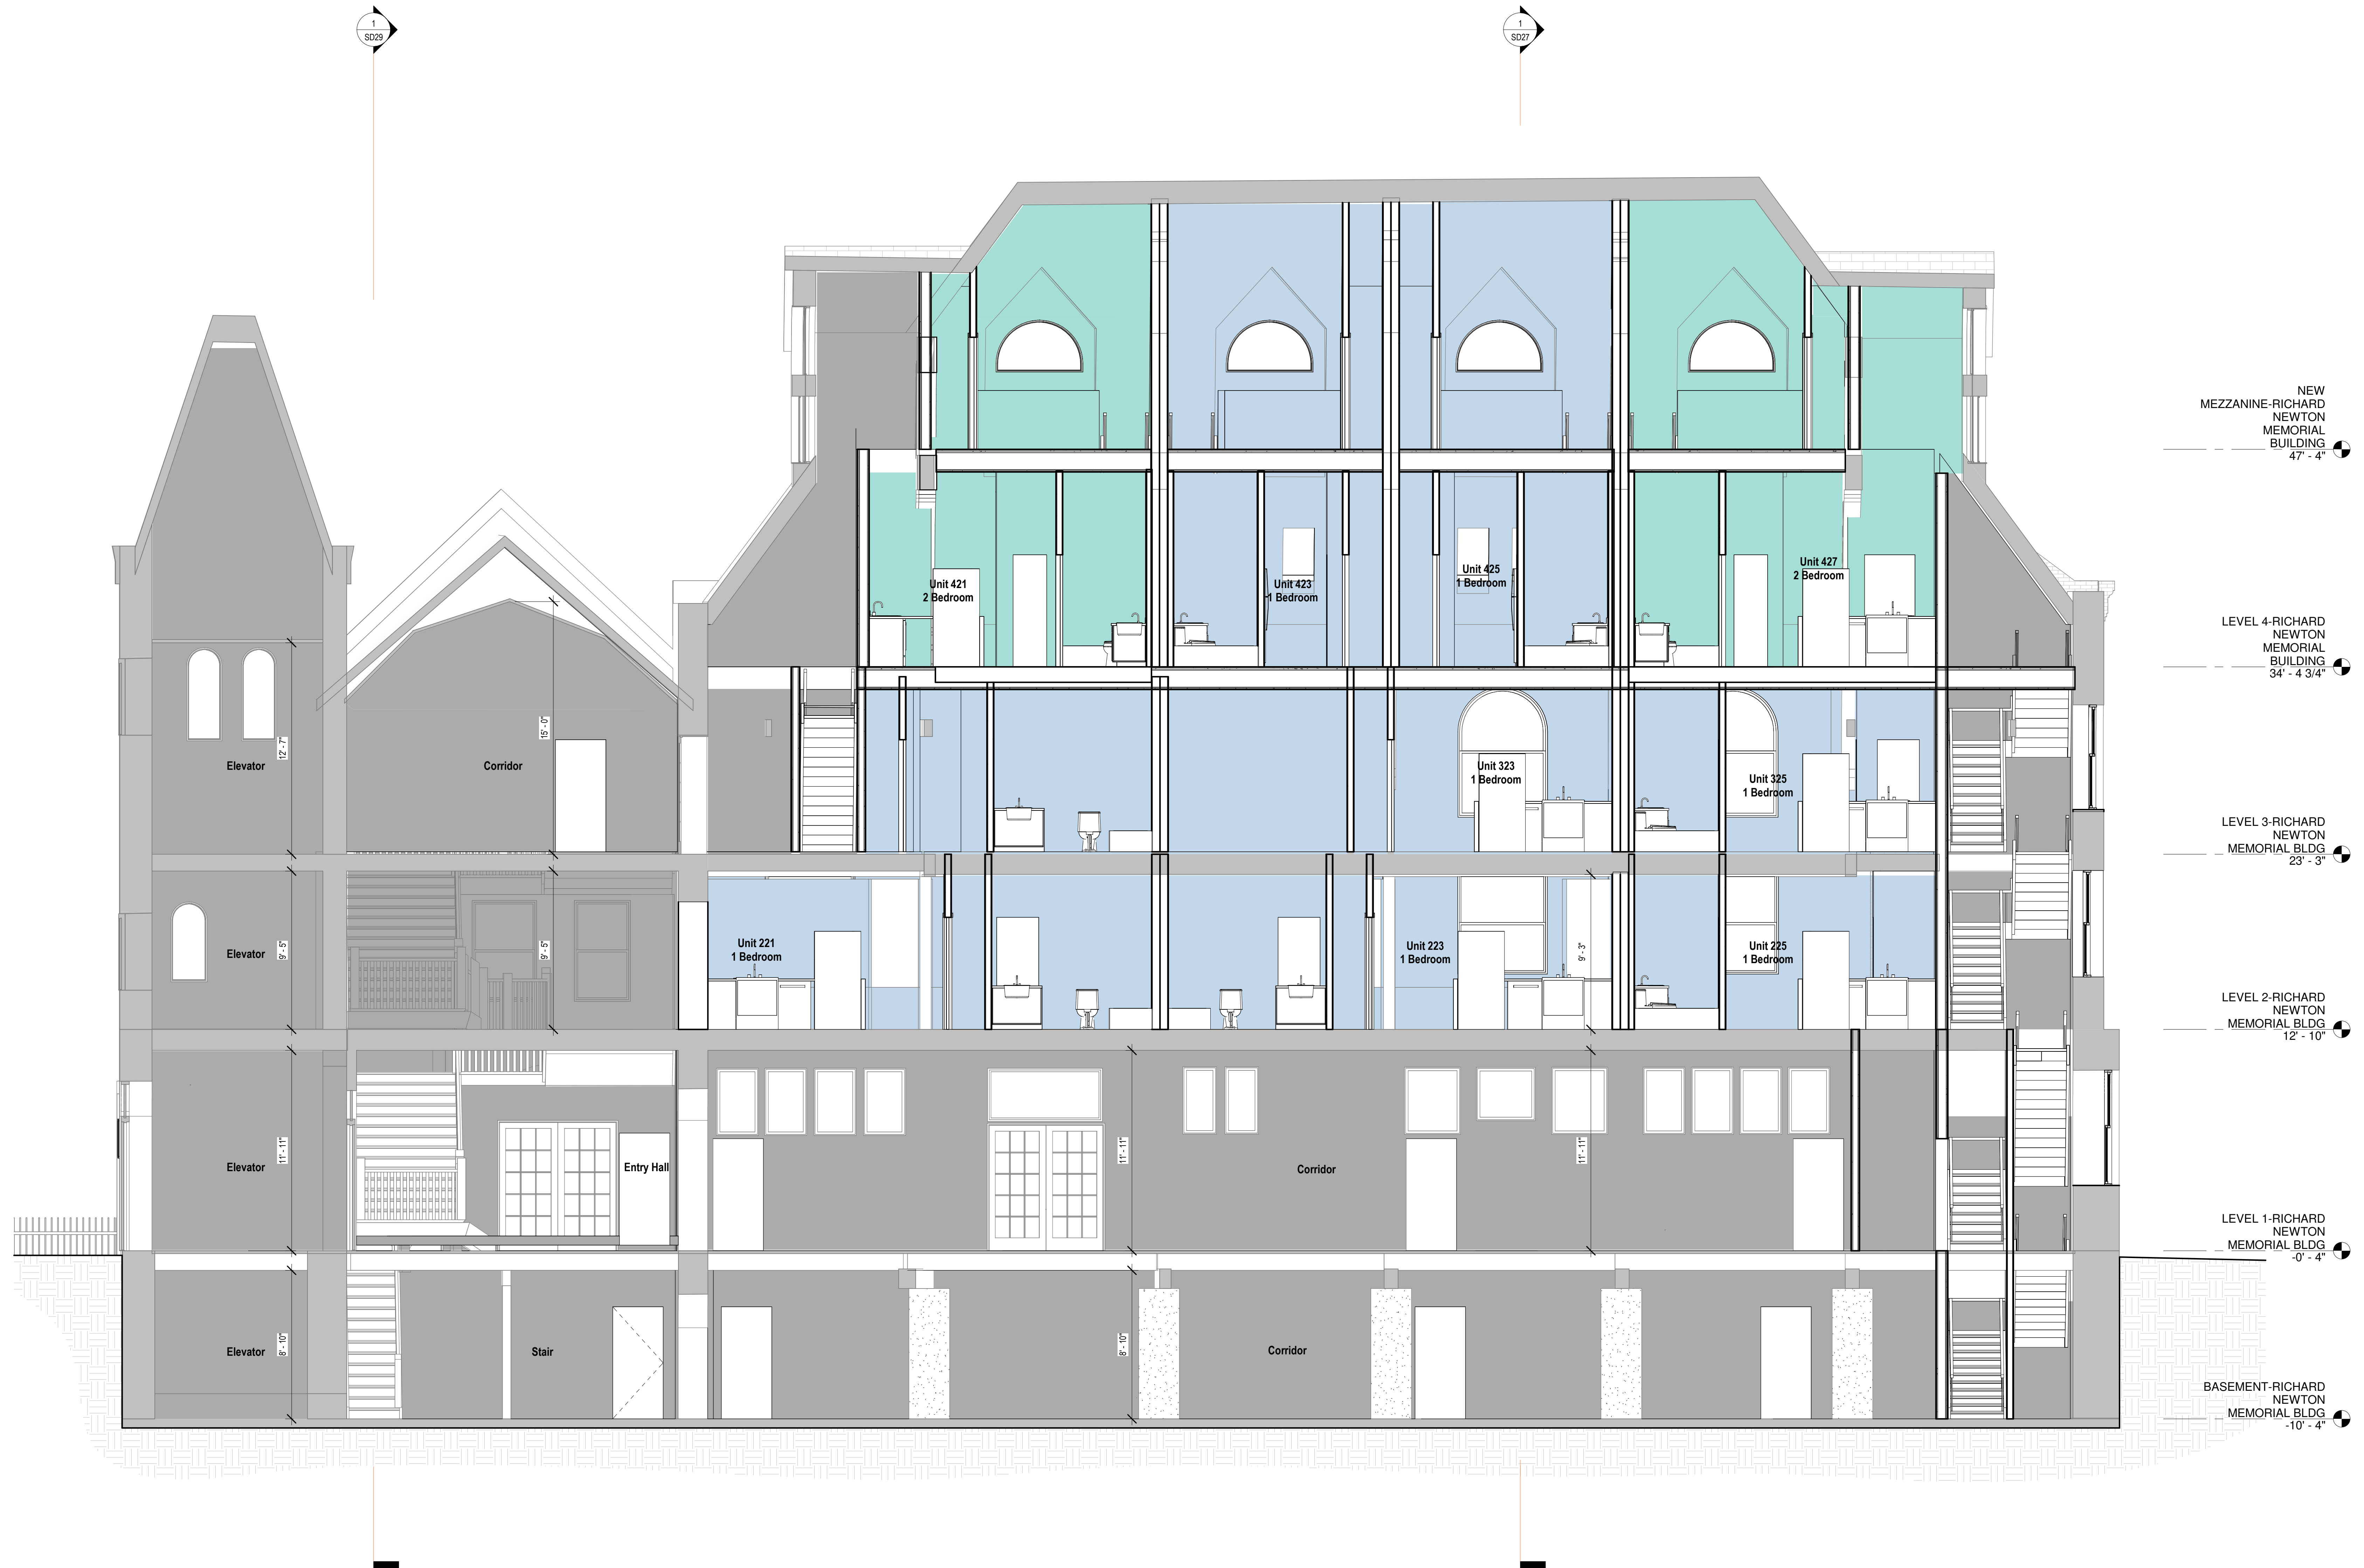 1
SD29
1
SD27
NEW
MEZZANINE-RICHARD
NEWTON
MEMORIAL
BUILDING
47' - 4"
Unit 421
2 Bedroom
Unit 423
1 Bedroom
Unit 425
1 Bedroom
Unit 427
2 Bedroom
LEVEL 4-RICHARD
NEWTON
MEMORIAL
BUILDING
34' - 4 3/4"
12' - 7"
15' - 0"
Elevator
Corridor
Unit 323
1 Bedroom
Unit 325
1 Bedroom
LEVEL 3-RICHARD
NEWTON
MEMORIAL BLDG
23' - 3"
Elevator
9' - 5"
9' - 5"
Unit 221
1 Bedroom
Unit 223
1 Bedroom
9' - 3"
Unit 225
1 Bedroom
LEVEL 2-RICHARD
NEWTON
MEMORIAL BLDG
12' - 10"
Elevator
11' - 11"
Entry Hall
11' - 11"
Corridor
11' - 11"
LEVEL 1-RICHARD
NEWTON
MEMORIAL BLDG
-0' - 4"
Elevator
8' - 10"
Stair
8' - 10"
Corridor
BASEMENT-RICHARD
NEWTON
MEMORIAL BLDG
-10' - 4"